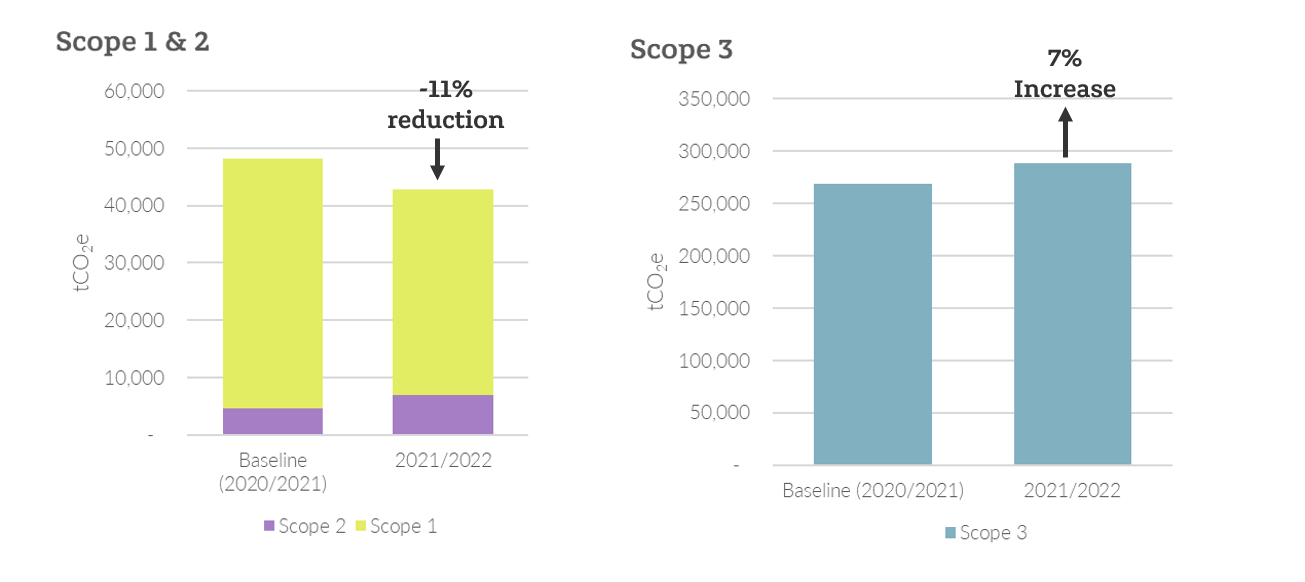 Scope 1 & 2
-11%
reduction
60,000
50,000
40,000
30,000
20,000
10,000
-
tCO₂e
Baseline
(2020/2021)
2021/2022
Scope 2
Scope 1
Scope 3
7%
Increase
350,000
300,000
250,000
200,000
150,000
100,000
50,000
-
tCO₂e
Baseline (2020/2021)
2021/2022
Scope 3